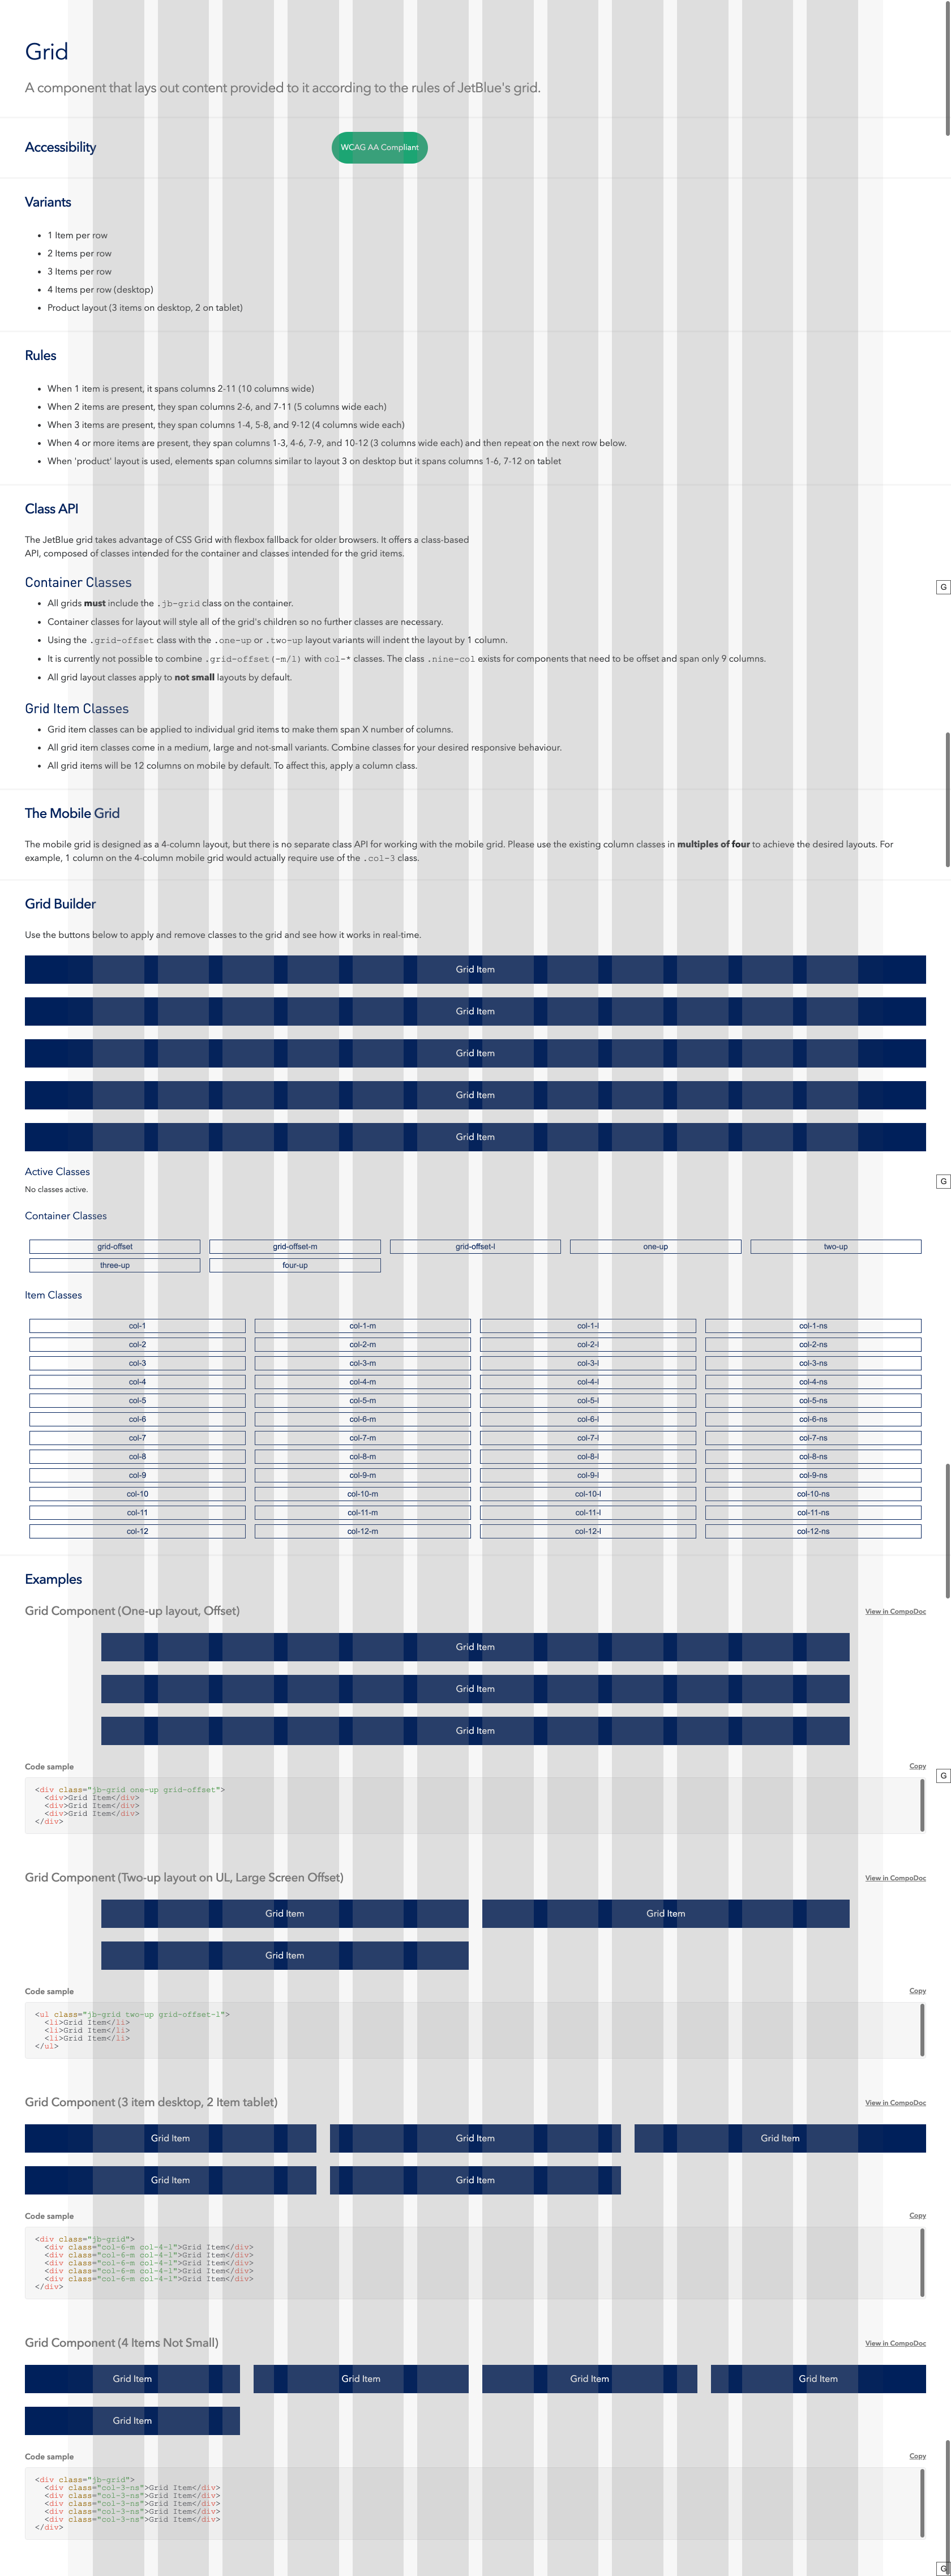 Grid
A component that lays out content provided to it according to the rules of JetBlue's grid.
Accessibility
WCAG AA Compliant
Variants
• 1 Item per row
• 2 Items per row
• 3 Items per row
• 4 Items per row (desktop)
• Product layout (3 items on desktop, 2 on tablet)
Rules
• When 1 item is present, it spans columns 2-11 (10 columns wide)
• When 2 items are present, they span columns 2-6, and 7-11 (5 columns wide each)
• When 3 items are present, they span columns 1-4, 5-8, and 9-12 (4 columns wide each)
• When 4 or more items are present, they span columns 1-3, 4-6, 7-9, and 10-12 (3 columns wide each) and then repeat on the next row below.
• When 'product' layout is used, elements span columns similar to layout 3 on desktop but it spans columns 1-6, 7-12 on tablet
Class API
The JetBlue grid takes advantage of CSS Grid with flexbox fallback for older browsers. It offers a class-based
API, composed of classes intended for the container and classes intended for the grid items.
Container Classes
G
• All grids must include the .jb-grid class on the container.
• Container classes for layout will style all of the grid's children so no further classes are necessary.
• Using the .grid-offset class with the .one-up or .two-up layout variants will indent the layout by 1 column.
• It is currently not possible to combine .grid-offset(-m/l) with col-* classes. The class .nine-col exists for components that need to be offset and span only 9 columns.
• All grid layout classes apply to not small layouts by default.
Grid Item Classes
• Grid item classes can be applied to individual grid items to make them span X number of columns.
• All grid item classes come in a medium, large and not-small variants. Combine classes for your desired responsive behaviour.
• All grid items will be 12 columns on mobile by default. To affect this, apply a column class.
The Mobile Grid
The mobile grid is designed as a 4-column layout, but there is no separate class API for working with the mobile grid. Please use the existing column classes in multiples of four to achieve the desired layouts. For
example, 1 column on the 4-column mobile grid would actually require use of the .col-3 class.
Grid Builder
Use the buttons below to apply and remove classes to the grid and see how it works in real-time.
Grid Item
Grid Item
Grid Item
Grid Item
Grid Item
Active Classes
G
No classes active.
Container Classes
grid-offset grid-offset-m grid-offset-l one-up two-up
three-up four-up
Item Classes
col-1 col-1-m col-1-l col-1-ns
col-2 col-2-m col-2-l col-2-ns
col-3 col-3-m col-3-l col-3-ns
col-4 col-4-m col-4-l col-4-ns
col-5 col-5-m col-5-l col-5-ns
col-6 col-6-m col-6-l col-6-ns
col-7 col-7-m col-7-l col-7-ns
col-8 col-8-m col-8-l col-8-ns
col-9 col-9-m col-9-l col-9-ns
col-10 col-10-m col-10-l col-10-ns
col-11 col-11-m col-11-l col-11-ns
col-12 col-12-m col-12-l col-12-ns
Examples
Grid Component (One-up layout, Offset) View in CompoDoc
Grid Item
Grid Item
Grid Item
Code sample Copy
G
<div class="jb-grid one-up grid-offset">
  <div>Grid Item</div>
  <div>Grid Item</div>
  <div>Grid Item</div>
</div>
Grid Component (Two-up layout on UL, Large Screen Offset) View in CompoDoc
Grid Item Grid Item
Grid Item
Code sample Copy
<ul class="jb-grid two-up grid-offset-l">
  <li>Grid Item</li>
  <li>Grid Item</li>
  <li>Grid Item</li>
</ul>
Grid Component (3 item desktop, 2 Item tablet) View in CompoDoc
Grid Item Grid Item Grid Item
Grid Item Grid Item
Code sample Copy
<div class="jb-grid">
  <div class="col-6-m col-4-l">Grid Item</div>
  <div class="col-6-m col-4-l">Grid Item</div>
  <div class="col-6-m col-4-l">Grid Item</div>
  <div class="col-6-m col-4-l">Grid Item</div>
  <div class="col-6-m col-4-l">Grid Item</div>
</div>
Grid Component (4 Items Not Small) View in CompoDoc
Grid Item Grid Item Grid Item Grid Item
Grid Item
Code sample Copy
<div class="jb-grid">
  <div class="col-3-ns">Grid Item</div>
  <div class="col-3-ns">Grid Item</div>
  <div class="col-3-ns">Grid Item</div>
  <div class="col-3-ns">Grid Item</div>
  <div class="col-3-ns">Grid Item</div>
</div>
G